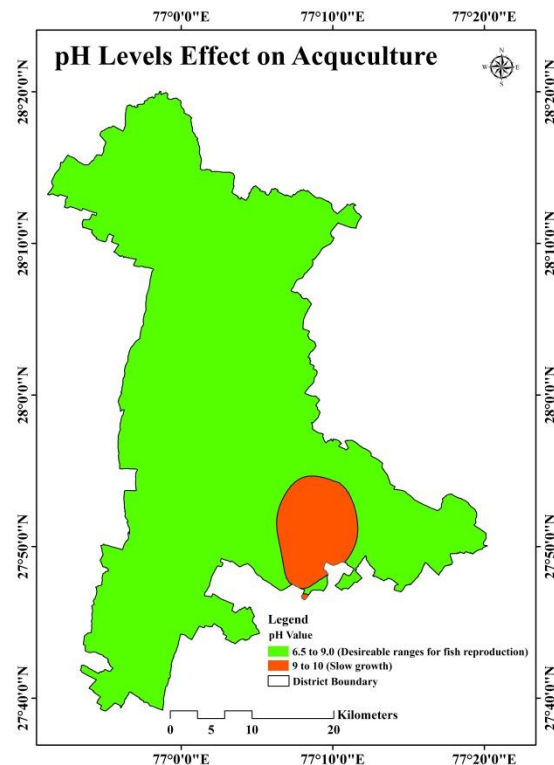 77°0'0"E 77°10'0"E 77°20'0"E
pH Levels Effect on Acquculture
N
W E
S
28°20'0"N 28°20'0"N
28°10'0"N 28°10'0"N
28°0'0"N 28°0'0"N
27°50'0"N 27°50'0"N
27°40'0"N 27°40'0"N
Legend
pH Value
6.5 to 9.0 (Desireable ranges for fish reproduction)
9 to 10 (Slow growth)
District Boundary
Kilometers
0 5 10 20
77°0'0"E 77°10'0"E 77°20'0"E